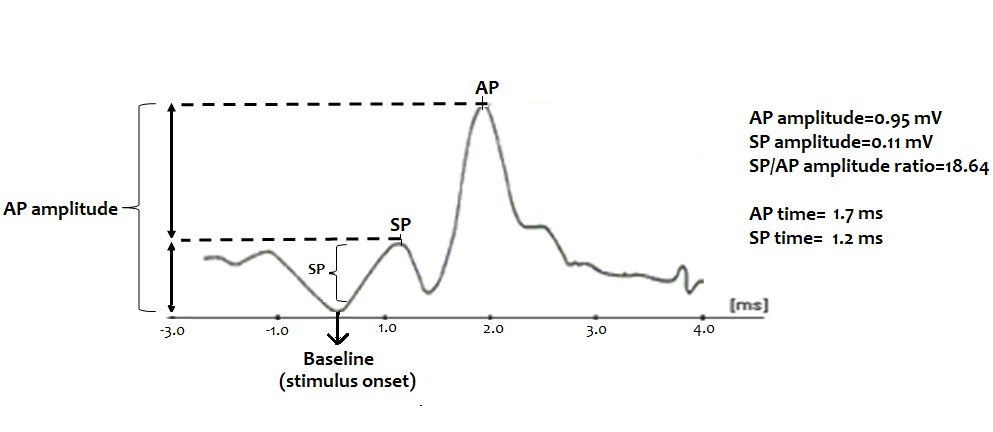 AP
AP amplitude=0.95 mV
SP amplitude=0.11 mV
SP/AP amplitude ratio=18.64
AP amplitude
SP
AP time= 1.7 ms
SP time= 1.2 ms
SP
[ms]
-3.0 -1.0 1.0 2.0 3.0 4.0
Baseline
(stimulus onset)